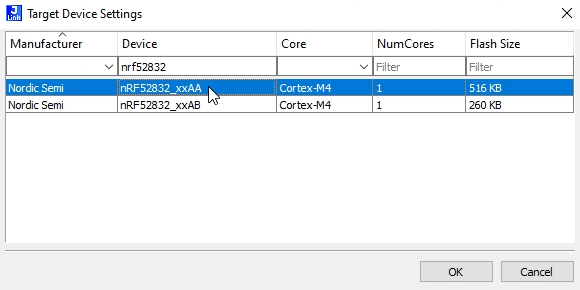 J
LINK
Target Device Settings
Manufacturer Device Core NumCores Flash Size
nrf52832 Filter Filter
Nordic Semi nRF52832_xxAA Cortex-M4 1 516 KB
Nordic Semi nRF52832_xxAB Cortex-M4 1 260 KB
OK Cancel